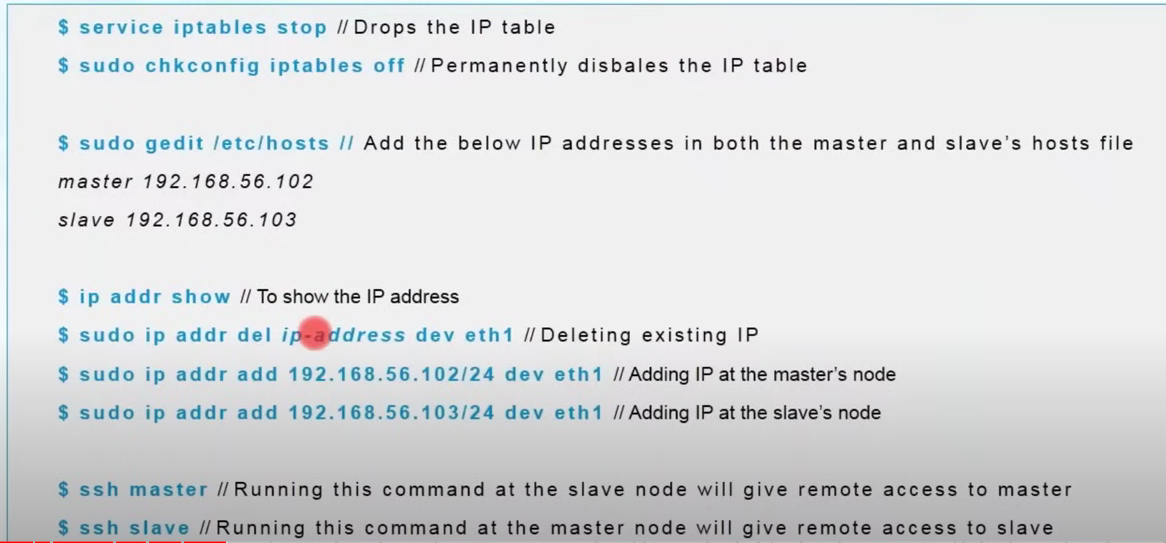 $ service iptables stop // Drops the IP table
$ sudo chkconfig iptables off // Permanently disbales the IP table
$ sudo gedit /etc/hosts // Add the below IP addresses in both the master and slave's hosts file
master 192.168.56.102
slave 192.168.56.103
$ ip addr show // To show the IP address
$ sudo ip addr del ip-address dev eth1 // Deleting existing IP
$ sudo ip addr add 192.168.56.102/24 dev eth1 // Adding IP at the master's node
$ sudo ip addr add 192.168.56.103/24 dev eth1 // Adding IP at the slave's node
$ ssh master // Running this command at the slave node will give remote access to master
$ ssh slave // Running this command at the master node will give remote access to slave